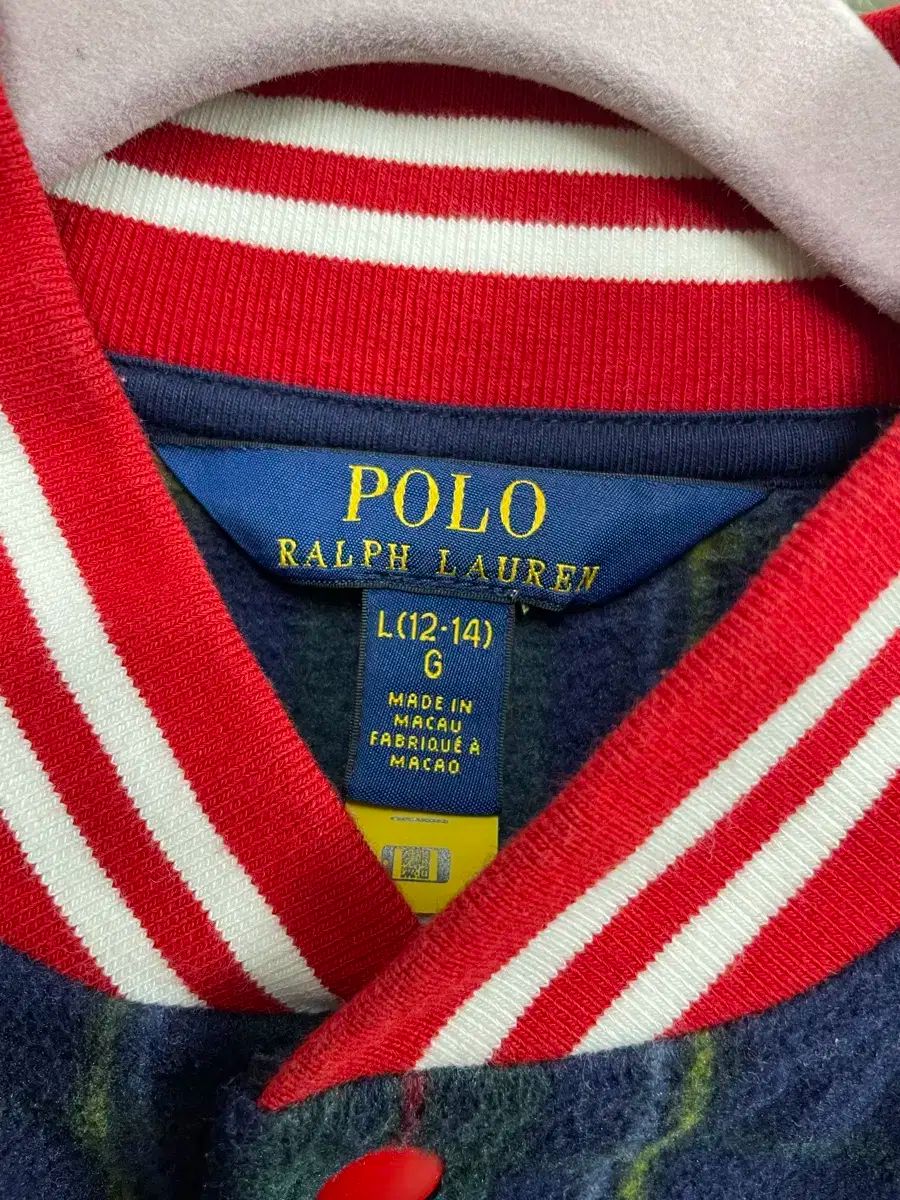 POLO
RALPH LAUREN
L(12-14)
G
MADE IN
MACAU
FABRIQUÉ À
MACAO